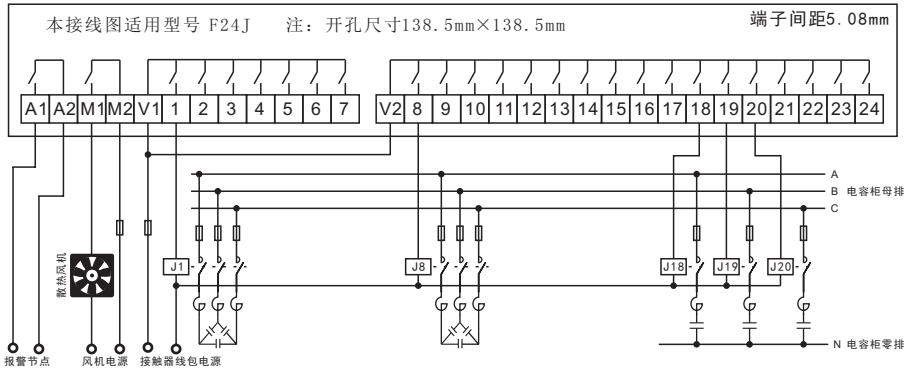 本接线图适用型号 F24J 注：开孔尺寸138.5mm×138.5mm 端子间距5.08mm
A1 A2 M1 M2 V1 1 2 3 4 5 6 7 V2 8 9 10 11 12 13 14 15 16 17 18 19 20 21 22 23 24
A
B 电容柜母排
C
散热风机
J1 J8 J18 J19 J20
N 电容柜零排
报警节点 风机电源 接触器线包电源